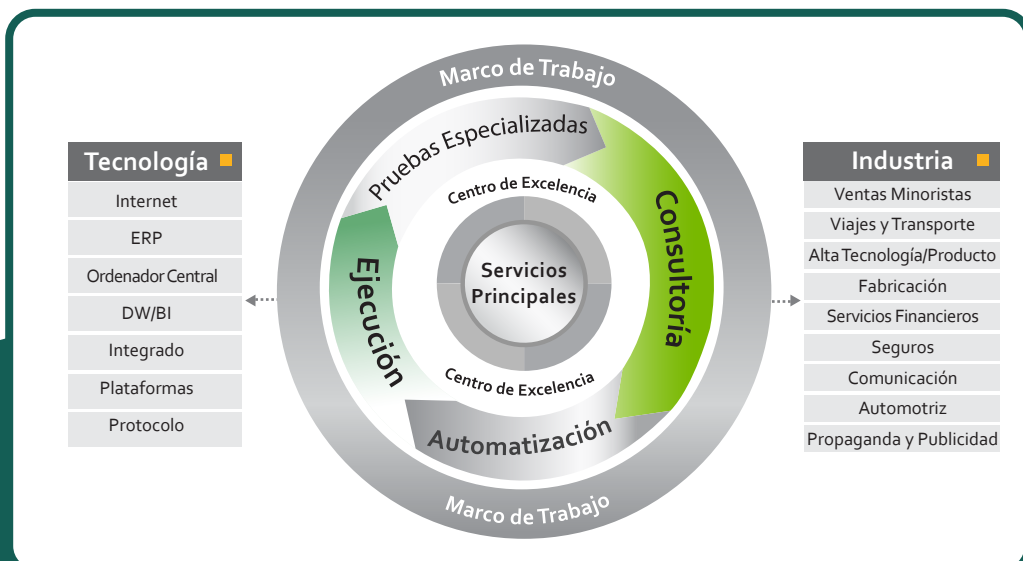 Marco de Trabajo
Tecnología
Internet
ERP
Ordenador Central
DW/BI
Integrado
Plataformas
Protocolo
Pruebas Especializadas
Consultoría
Automatización
Ejecución
Centro de Excelencia
Servicios
Principales
Centro de Excelencia
Marco de Trabajo
Industria
Ventas Minoristas
Viajes y Transporte
Alta Tecnología/Producto
Fabricación
Servicios Financieros
Seguros
Comunicación
Automotriz
Propaganda y Publicidad